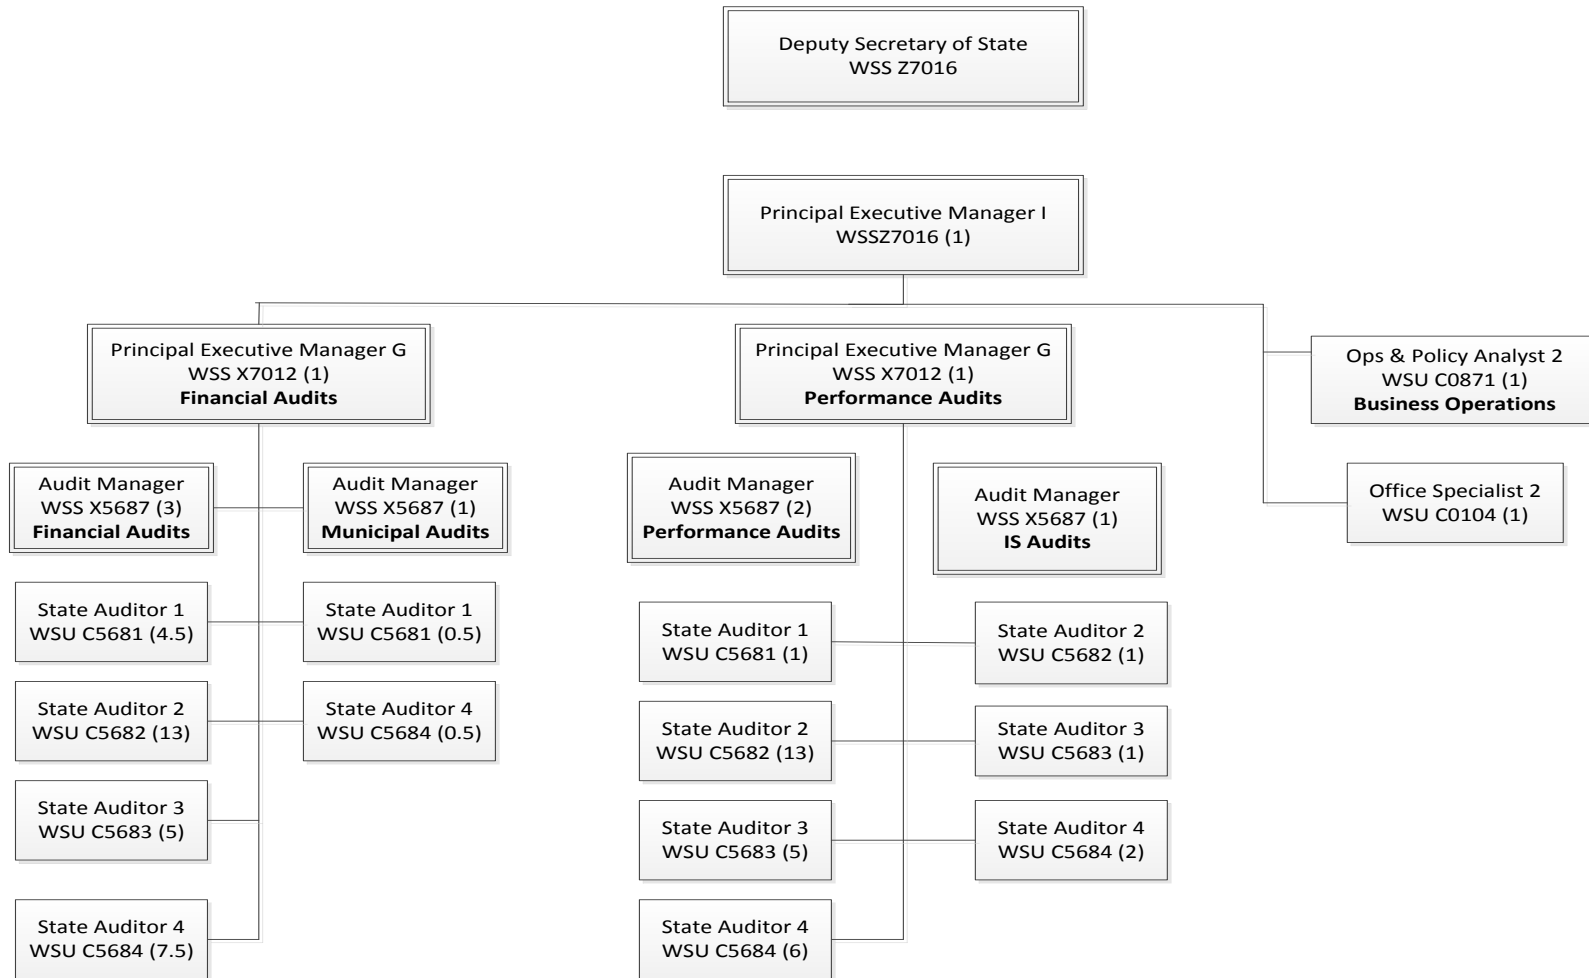 Deputy Secretary of State
WSS Z7016
Principal Executive Manager I
WSSZ7016 (1)
Principal Executive Manager G
WSS X7012 (1)
Financial Audits
Principal Executive Manager G
WSS X7012 (1)
Performance Audits
Ops & Policy Analyst 2
WSU C0871 (1)
Business Operations
Audit Manager
WSS X5687 (3)
Financial Audits
Audit Manager
WSS X5687 (1)
Municipal Audits
Audit Manager
WSS X5687 (2)
Performance Audits
Audit Manager
WSS X5687 (1)
IS Audits
Office Specialist 2
WSU C0104 (1)
State Auditor 1
WSU C5681 (4.5)
State Auditor 1
WSU C5681 (0.5)
State Auditor 1
WSU C5681 (1)
State Auditor 2
WSU C5682 (1)
State Auditor 2
WSU C5682 (13)
State Auditor 4
WSU C5684 (0.5)
State Auditor 2
WSU C5682 (13)
State Auditor 3
WSU C5683 (1)
State Auditor 3
WSU C5683 (5)
State Auditor 3
WSU C5683 (5)
State Auditor 4
WSU C5684 (2)
State Auditor 4
WSU C5684 (7.5)
State Auditor 4
WSU C5684 (6)